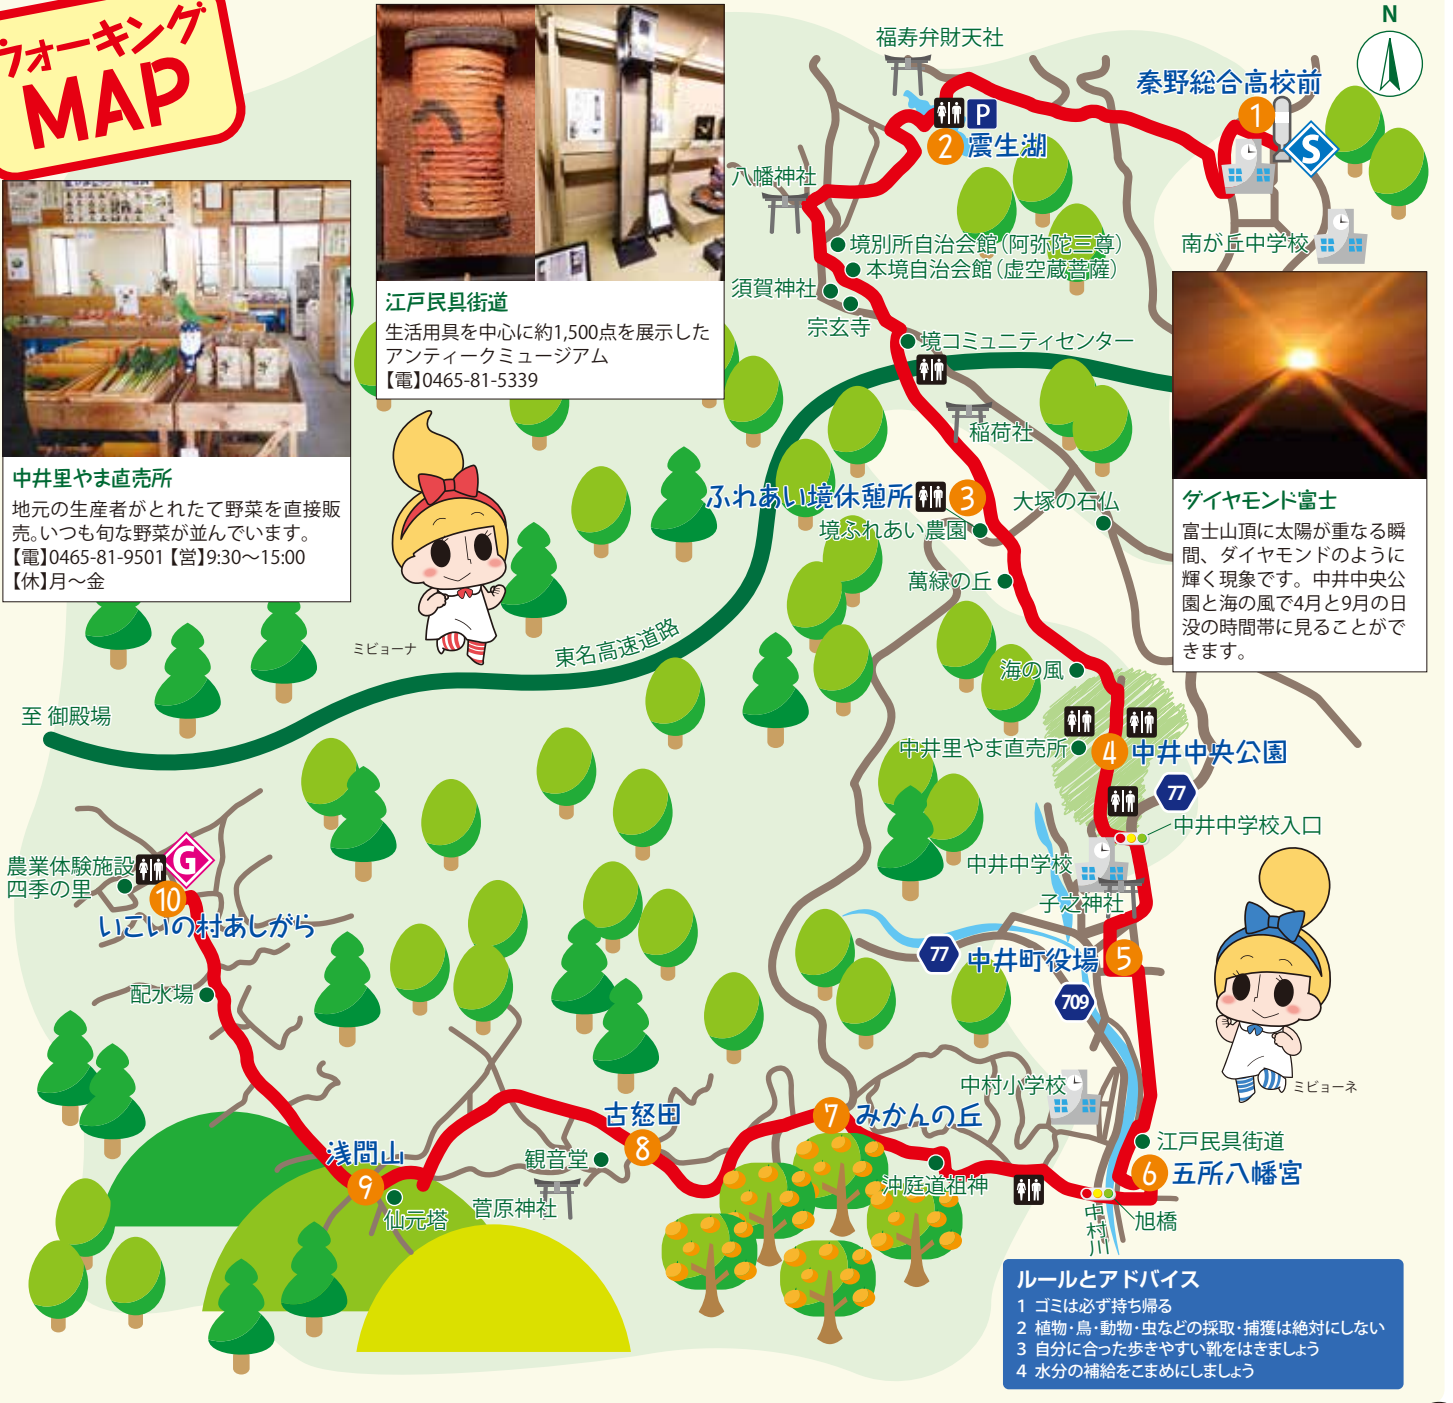 ウォーキング
MAP
N
福寿弁財天社
秦野総合高校前
1
S
P
2
震生湖
八幡神社
南が丘中学校
境別所自治会館（阿弥陀三尊）
本境自治会館（虚空蔵菩薩）
須賀神社
宗玄寺
境コミュニティセンター
稲荷社
ふれあい境休憩所
3
大塚の石仏
境ふれあい農園
萬緑の丘
海の風
中井里やま直売所
4
中井中央公園
77
中井中学校入口
中井中学校
子之神社
77
中井町役場
5
709
中村小学校
ミビョーネ
江戸民具街道
6
五所八幡宮
旭橋
中村川
沖庭道祖神
7
みかんの丘
古怒田
8
観音堂
菅原神社
浅間山
9
仙元塔
配水場
農業体験施設
四季の里
G
10
いこいの村あしがら
至 御殿場
東名高速道路
ミビョーナ
江戸民具街道
生活用具を中心に約1,500点を展示した
アンティークミュージアム
【電】0465-81-5339
中井里やま直売所
地元の生産者がとれたて野菜を直接販
売。いつも旬な野菜が並んでいます。
【電】0465-81-9501【営】9:30〜15:00
【休】月〜金
ダイヤモンド富士
富士山頂に太陽が重なる瞬
間、ダイヤモンドのように
輝く現象です。中井中央公
園と海の風で4月と9月の日
没の時間帯に見ることがで
きます。
ルールとアドバイス
1 ゴミは必ず持ち帰る
2 植物・鳥・動物・虫などの採取・捕獲は絶対にしない
3 自分に合った歩きやすい靴をはきましょう
4 水分の補給をこまめにしましょう